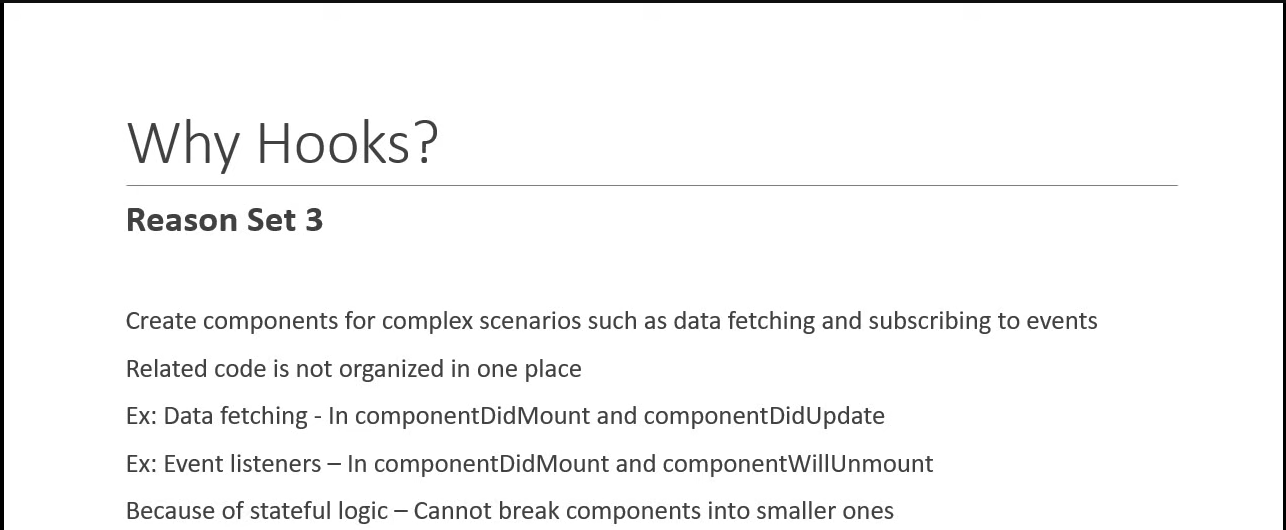 Why Hooks?
Reason Set 3
Create components for complex scenarios such as data fetching and subscribing to events
Related code is not organized in one place
Ex: Data fetching - In componentDidMount and componentDidUpdate
Ex: Event listeners – In componentDidMount and componentWillUnmount
Because of stateful logic – Cannot break components into smaller ones